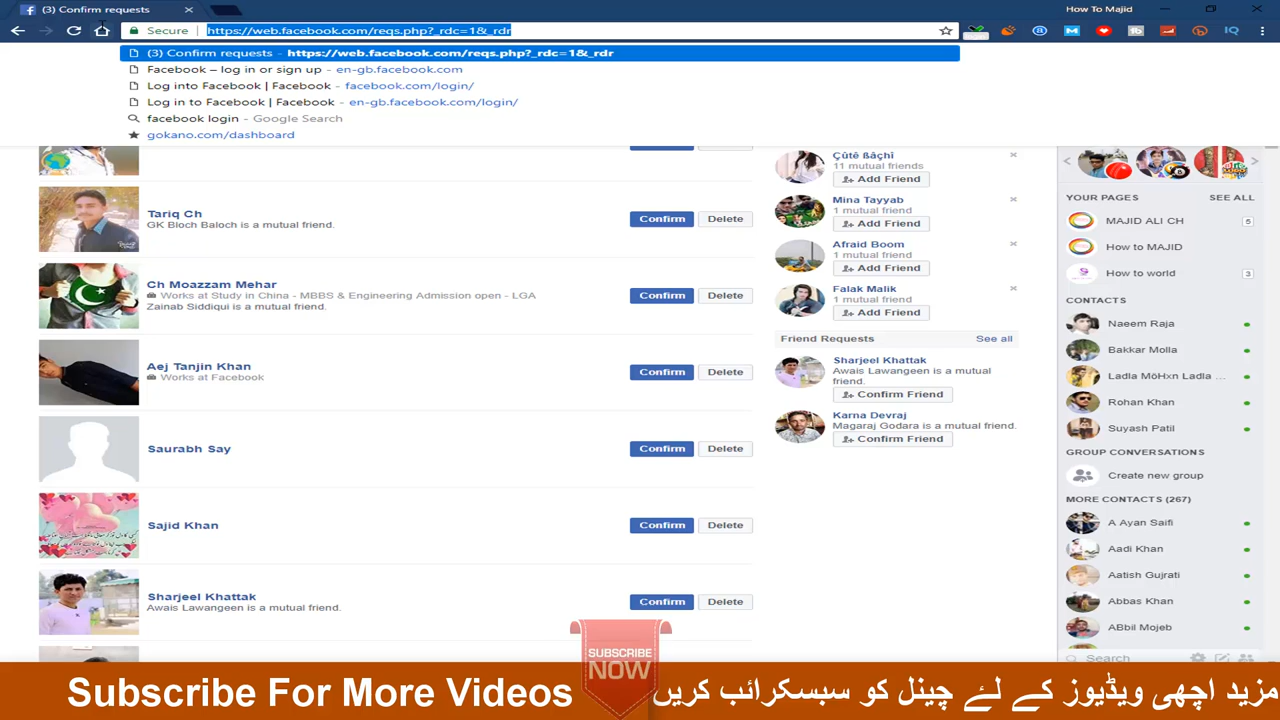 (3) Confirm requests
How To Majid
Secure
https://web.facebook.com/reqs.php?_rdc=1&_rdr
(3) Confirm requests - https://web.facebook.com/reqs.php?_rdc=1&_rdr
Facebook – log in or sign up - en-gb.facebook.com
Log into Facebook | Facebook - facebook.com/login/
Log in to Facebook | Facebook - en-gb.facebook.com/login/
facebook login - Google Search
gokano.com/dashboard
Tariq Ch
GK Bloch Baloch is a mutual friend.
Confirm Delete
Ch Moazzam Mehar
Works at Study in China - MBBS & Engineering Admission open - LGA
Zainab Siddiqui is a mutual friend.
Confirm Delete
Aej Tanjin Khan
Works at Facebook
Confirm Delete
Saurabh Say
Confirm Delete
Sajid Khan
Confirm Delete
Sharjeel Khattak
Awais Lawangeen is a mutual friend.
Confirm Delete
Çûtê ßâçhî
11 mutual friends
Add Friend
Mina Tayyab
1 mutual friend
Add Friend
Afraid Boom
1 mutual friend
Add Friend
Falak Malik
1 mutual friend
Add Friend
Friend Requests See all
Sharjeel Khattak
Awais Lawangeen is a mutual
friend.
Confirm Friend
Karna Devraj
Magaraj Godara is a mutual friend.
Confirm Friend
YOUR PAGES SEE ALL
MAJID ALI CH 5
How to MAJID
How to world 3
CONTACTS
Naeem Raja
Bakkar Molla
Ladla MöH×n Ladla ...
Rohan Khan
Suyash Patil
GROUP CONVERSATIONS
Create new group
MORE CONTACTS (267)
A Ayan Saifi
Aadi Khan
Aatish Gujrati
Abbas Khan
ABbil Mojeb
Search
SUBSCRIBE
NOW
Subscribe For More Videos
مزید اچھی ویڈیوز کے لئے چینل کو سبسکرائب کریں